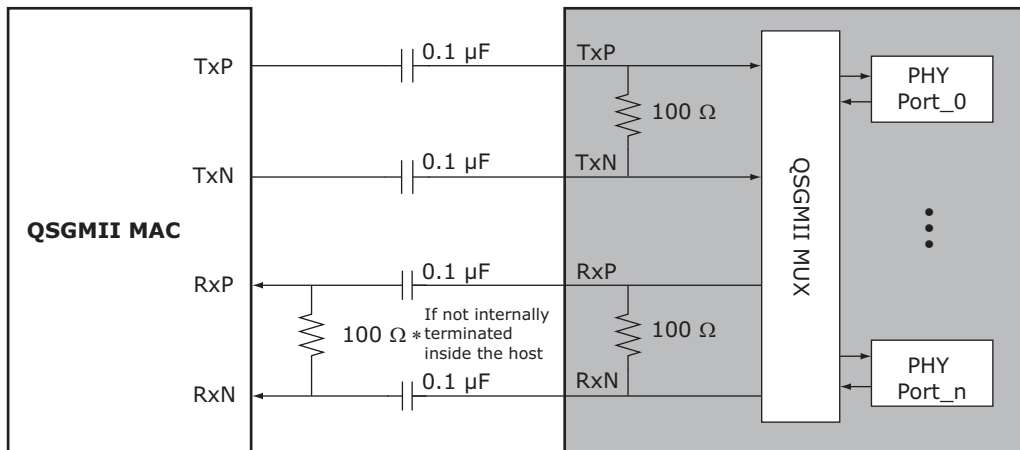 TxP
0.1 µF
TxP
100 Ω
TxN
0.1 µF
TxN
QSGMII MAC
QSGMII MUX
PHY
Port_0
RxP
0.1 µF
RxP
100 Ω *
If not internally
terminated
inside the host
100 Ω
RxN
0.1 µF
RxN
PHY
Port_n